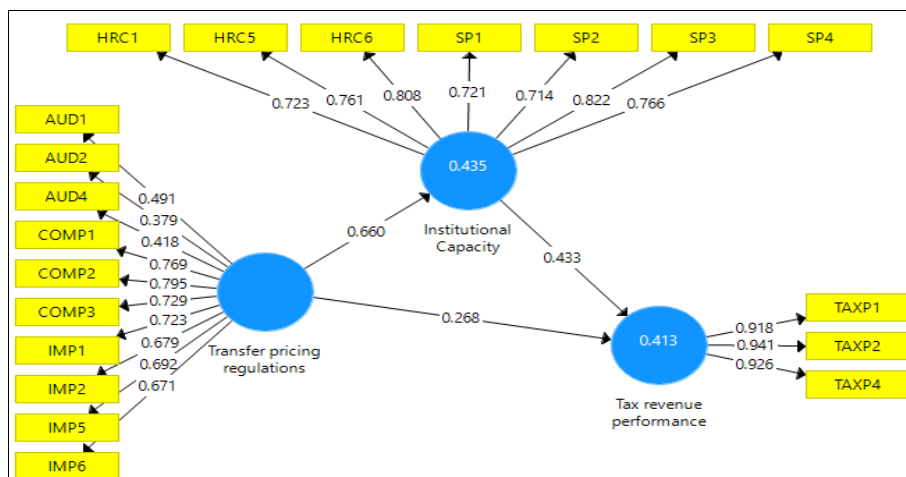 HRC1
HRC5
HRC6
SP1
SP2
SP3
SP4
0.723
0.761
0.808
0.721
0.714
0.822
0.766
AUD1
AUD2
AUD4
COMP1
COMP2
COMP3
IMP1
IMP2
IMP5
IMP6
0.491
0.379
0.418
0.769
0.795
0.729
0.723
0.679
0.692
0.671
Transfer pricing
regulations
0.660
0.435
Institutional
Capacity
0.433
0.268
0.413
Tax revenue
performance
0.918
0.941
0.926
TAXP1
TAXP2
TAXP4